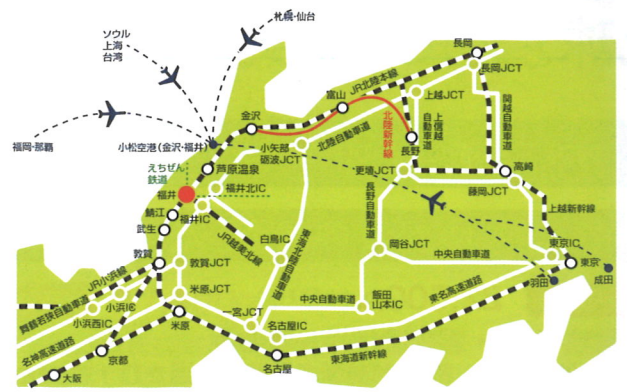 札幌・仙台
ソウル
上海
台湾
福岡・那覇
小松空港(金沢・福井)
長岡
長岡JCT
JR北陸本線
富山
金沢
上越JCT
上信越
自動車道
関越自動車道
北陸新幹線
北陸自動車道
小矢部
砺波JCT
長野
高崎
更埴JCT
藤岡JCT
上越新幹線
芦原温泉
えちぜん
鉄道
福井
福井北IC
福井IC
鯖江
武生
JR越美北線
白鳥IC
東海北陸自動車道
長野自動車道
岡谷JCT
中央自動車道
東京IC
東京
成田
羽田
敦賀
敦賀JCT
JR小浜線
舞鶴若狭自動車道
小浜IC
小浜西IC
米原JCT
米原
一宮JCT
中央自動車道
飯田
山本IC
東名高速道路
名古屋IC
名古屋
東海道新幹線
名神高速道路
京都
大阪